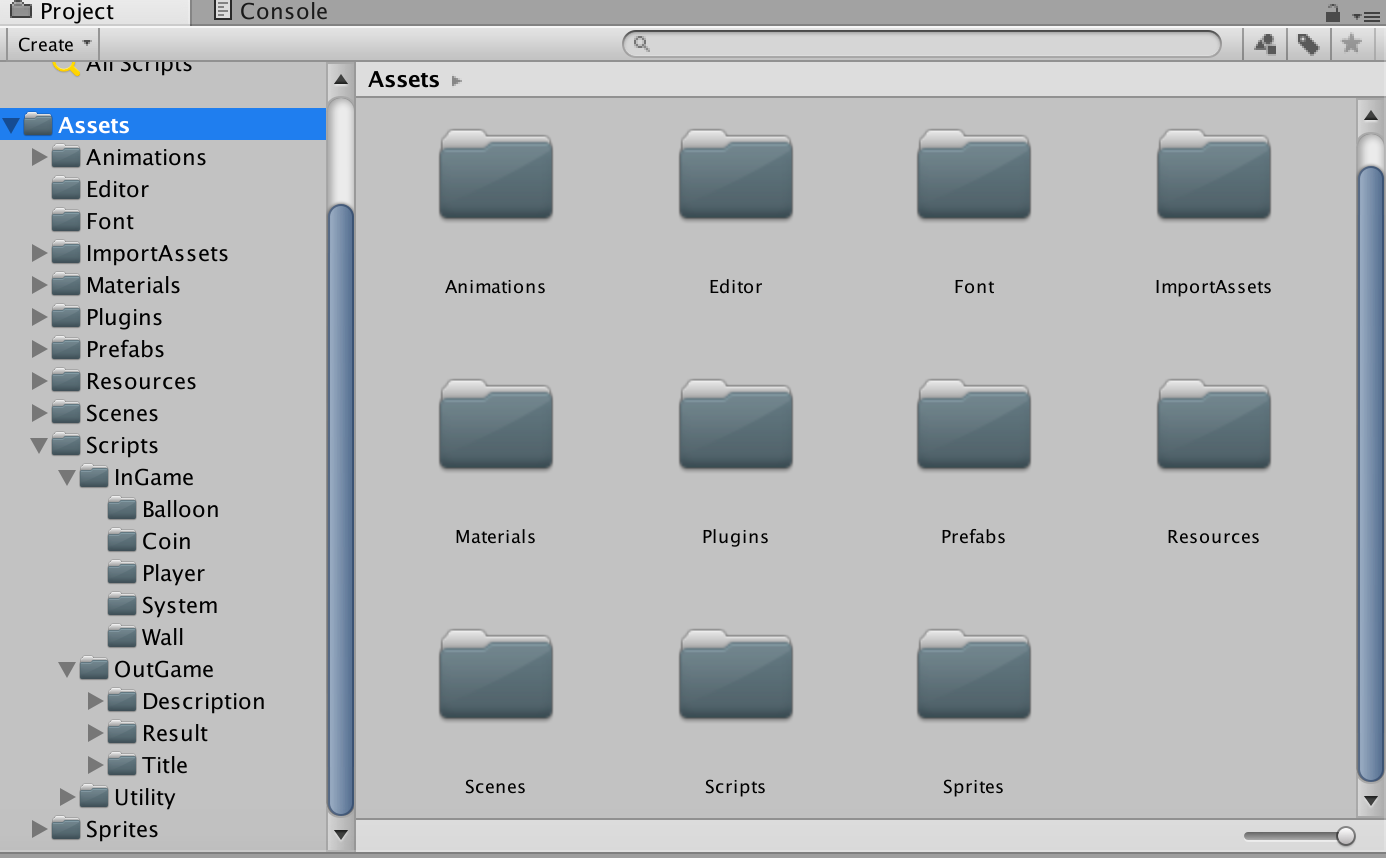 Project Console
Create
All Scripts
Assets
Animations
Editor
Font
ImportAssets
Materials
Plugins
Prefabs
Resources
Scenes
Scripts
InGame
Balloon
Coin
Player
System
Wall
OutGame
Description
Result
Title
Utility
Sprites
Assets
Animations Editor Font ImportAssets
Materials Plugins Prefabs Resources
Scenes Scripts Sprites